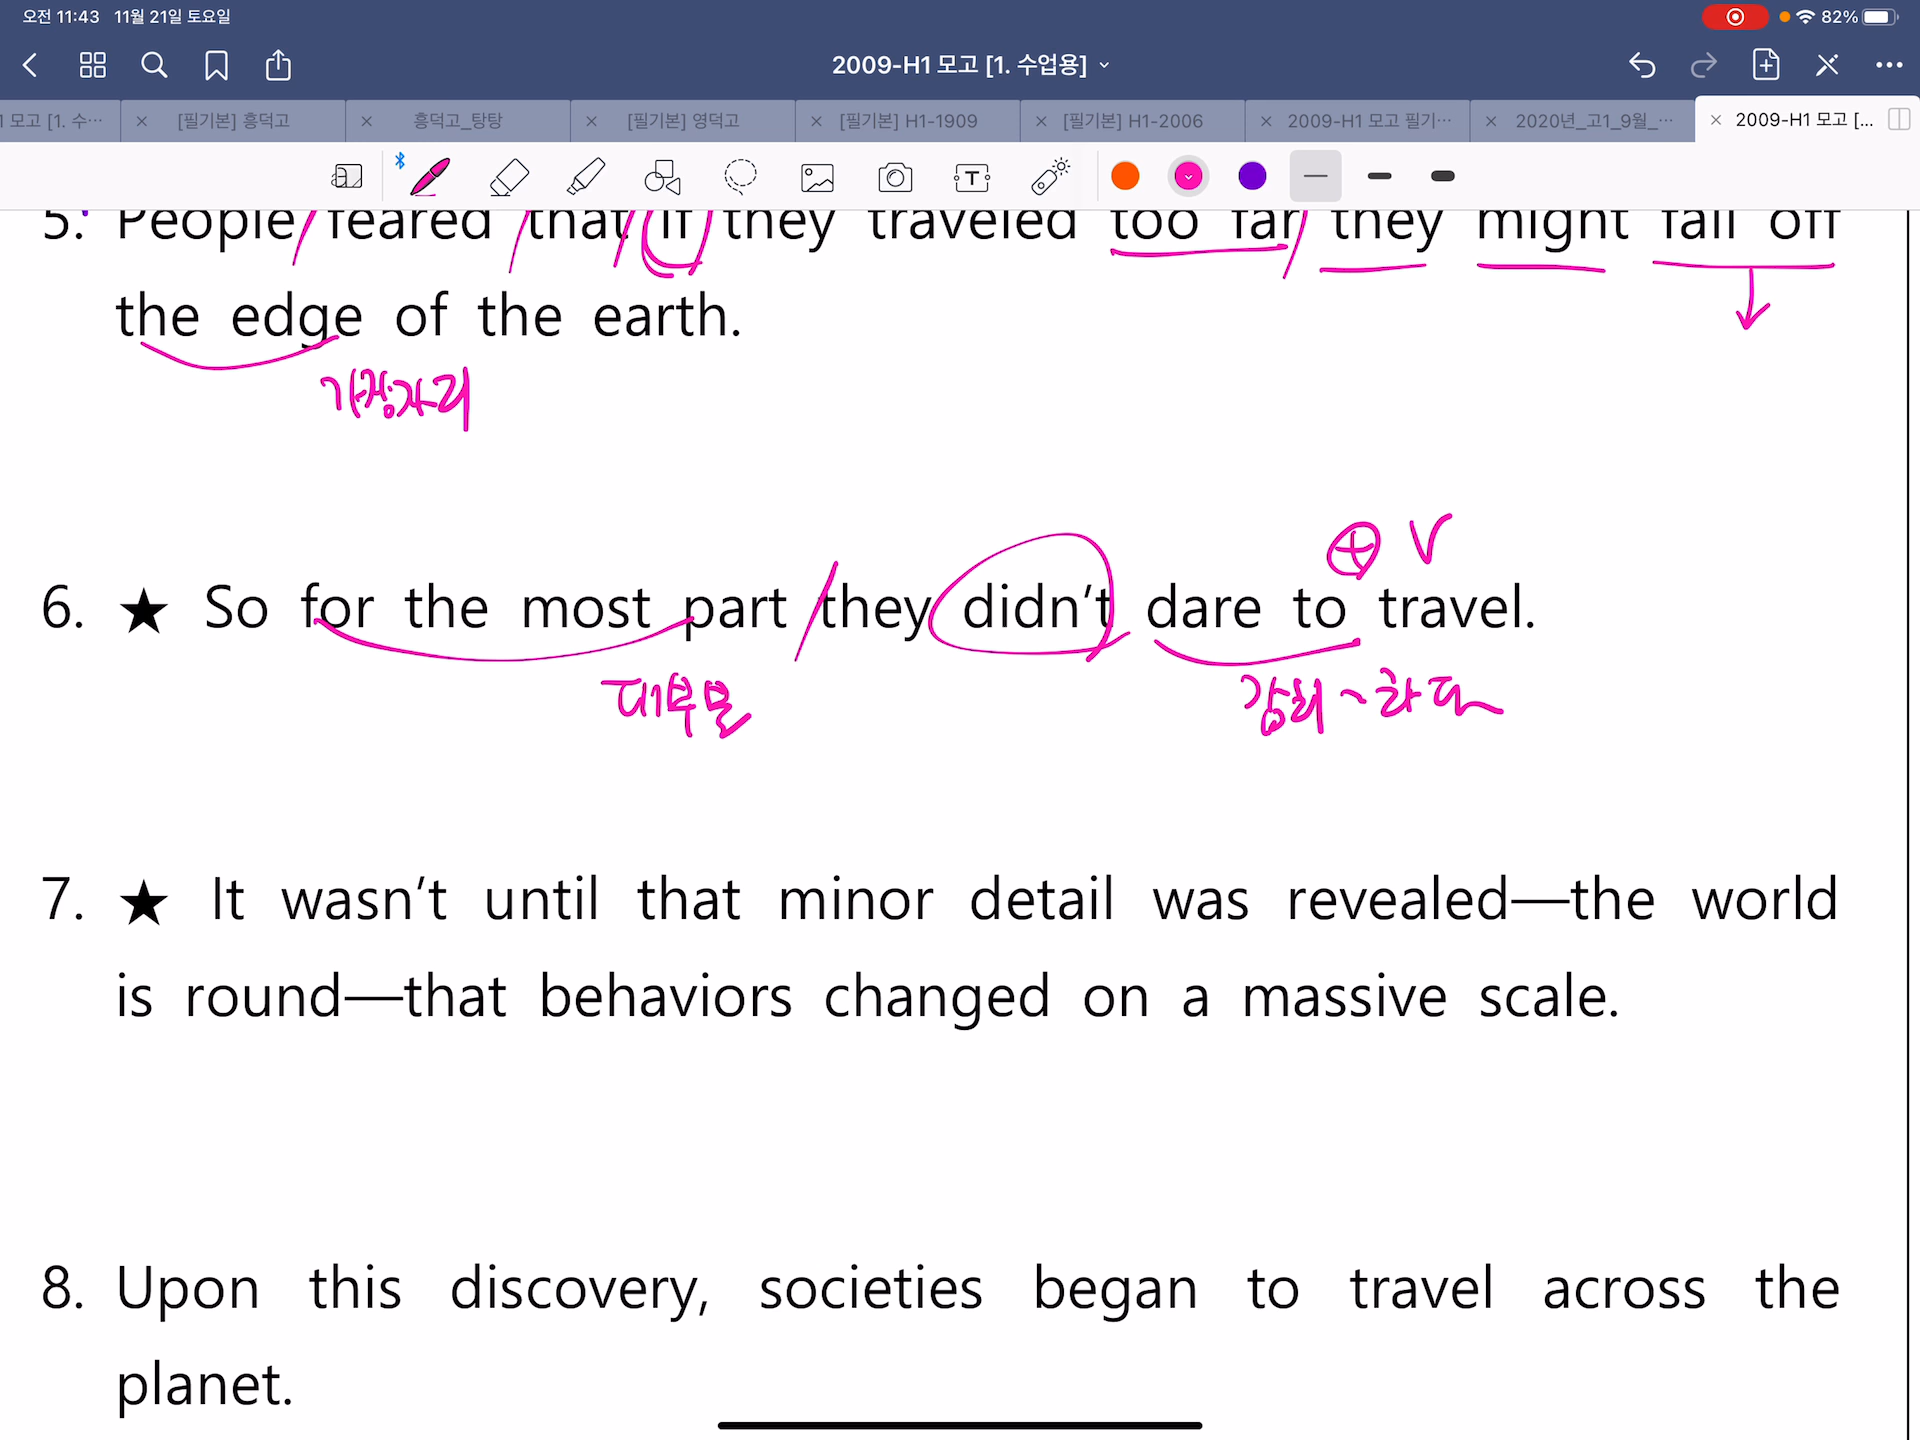 오전 11:43 11월 21일 토요일
82%
2009-H1 모고 [1. 수업용]
모고 [1. 수…
× [필기본] 흥덕고
× 흥덕고_탕탕
× [필기본] 영덕고
× [필기본] H1-1909
× [필기본] H1-2006
× 2009-H1 모고 필기…
× 2020년_고1_9월_…
× 2009-H1 모고 [...
5. People feared that if they traveled too far they might fall off
the edge of the earth.
가장자리
⊕ V
6. ★ So for the most part they didn't dare to travel.
대부분 감히~하다
7. ★ It wasn't until that minor detail was revealed—the world
is round—that behaviors changed on a massive scale.
8. Upon this discovery, societies began to travel across the
planet.